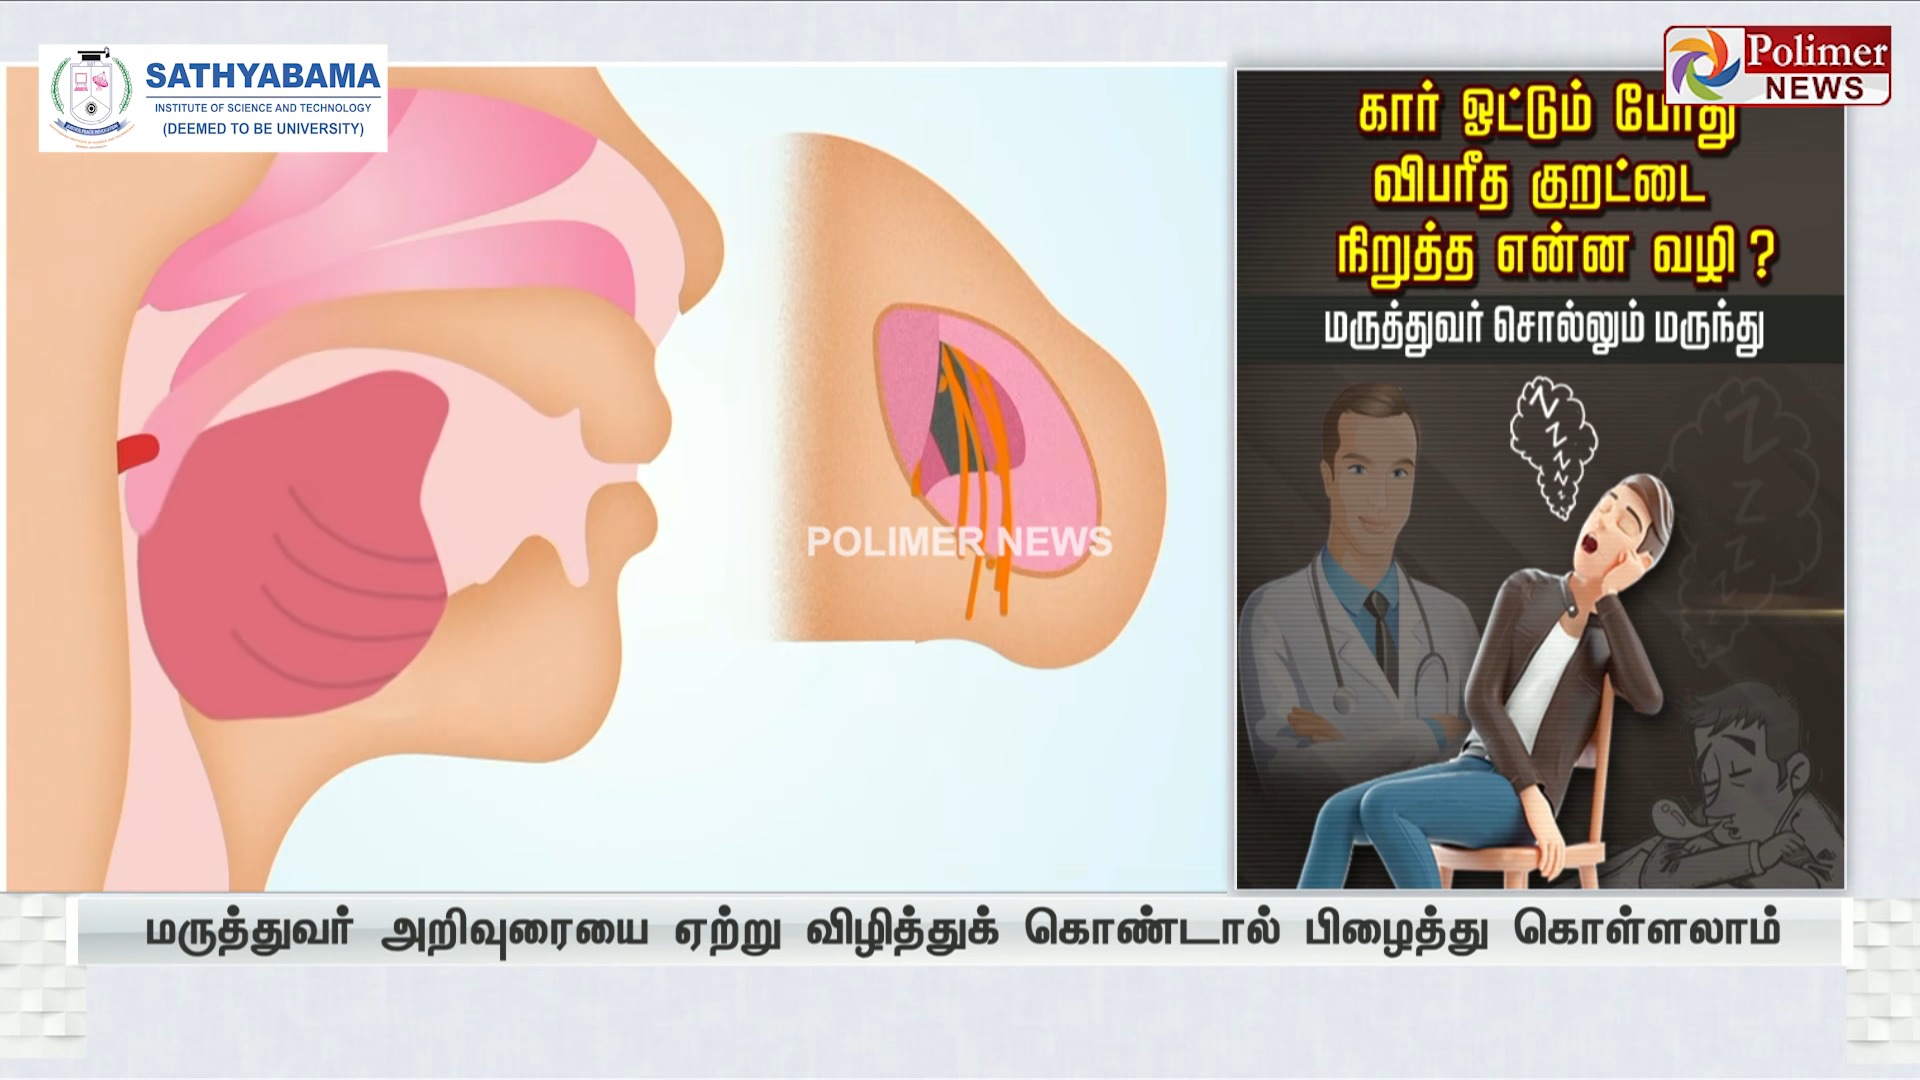 SATHYABAMA
INSTITUTE OF SCIENCE AND TECHNOLOGY
(DEEMED TO BE UNIVERSITY)
Polimer
NEWS
கார் ஓட்டும் போது
விபரீத குறட்டை
நிறுத்த என்ன வழி ?
மருத்துவர் சொல்லும் மருந்து
POLIMER NEWS
மருத்துவர் அறிவுரையை ஏற்று விழித்துக் கொண்டால் பிழைத்து கொள்ளலாம்